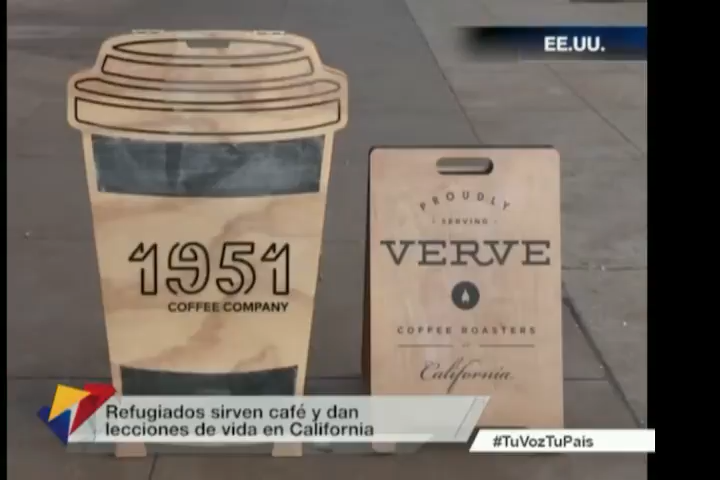 EE.UU.
1951
COFFEE COMPANY
PROUDLY
- SERVING -
VERVE
COFFEE ROASTERS
California
Refugiados sirven café y dan
lecciones de vida en California
#TuVozTuPais